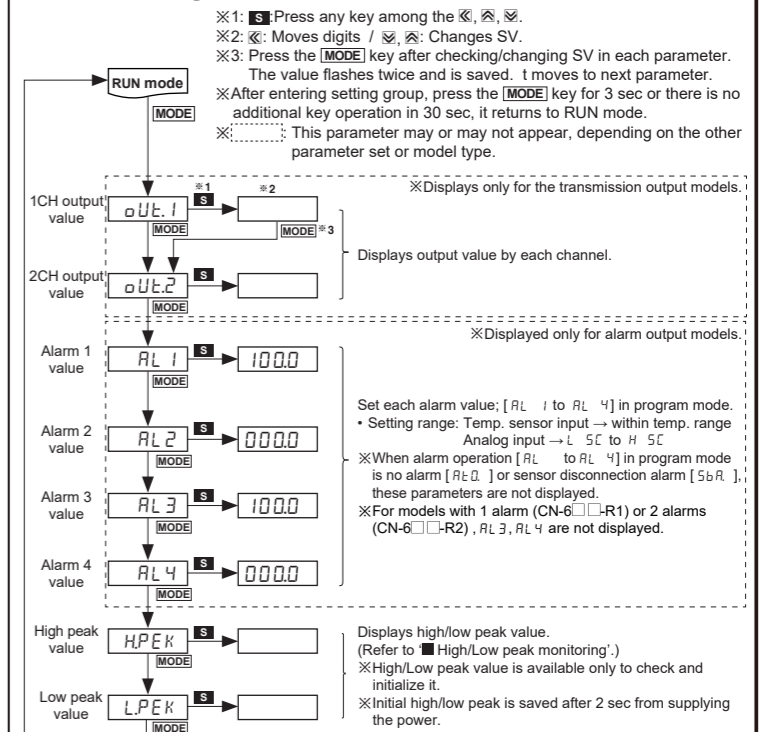 ※1: S:Press any key among the «, ︽, ︾.
※2: «: Moves digits / ︾, ︽: Changes SV.
※3: Press the MODE key after checking/changing SV in each parameter.
The value flashes twice and is saved. t moves to next parameter.
※After entering setting group, press the MODE key for 3 sec or there is no
additional key operation in 30 sec, it returns to RUN mode.
※ : This parameter may or may not appear, depending on the other
parameter set or model type.
RUN mode
MODE
※Displays only for the transmission output models.
1CH output
value
oUt.1
※1
S
※2
MODE
MODE ※3
Displays output value by each channel.
2CH output
value
oUt.2
S
MODE
※Displayed only for alarm output models.
Alarm 1
value
AL 1
S
100.0
MODE
Alarm 2
value
AL2
S
000.0
MODE
Alarm 3
value
AL3
S
100.0
MODE
Alarm 4
value
AL4
S
000.0
MODE
Set each alarm value; [ AL 1 to AL 4] in program mode.
• Setting range: Temp. sensor input → within temp. range
Analog input → L SC to H SC
※When alarm operation [ AL to AL 4] in program mode
is no alarm [ At0. ] or sensor disconnection alarm [ SbA. ],
these parameters are not displayed.
※For models with 1 alarm (CN-6□□-R1) or 2 alarms
(CN-6□□-R2) , AL3, AL4 are not displayed.
High peak
value
H.PEK
S
MODE
Low peak
value
L.PEK
S
MODE
Displays high/low peak value.
(Refer to '■ High/Low peak monitoring'.)
※High/Low peak value is available only to check and
initialize it.
※Initial high/low peak is saved after 2 sec from supplying
the power.